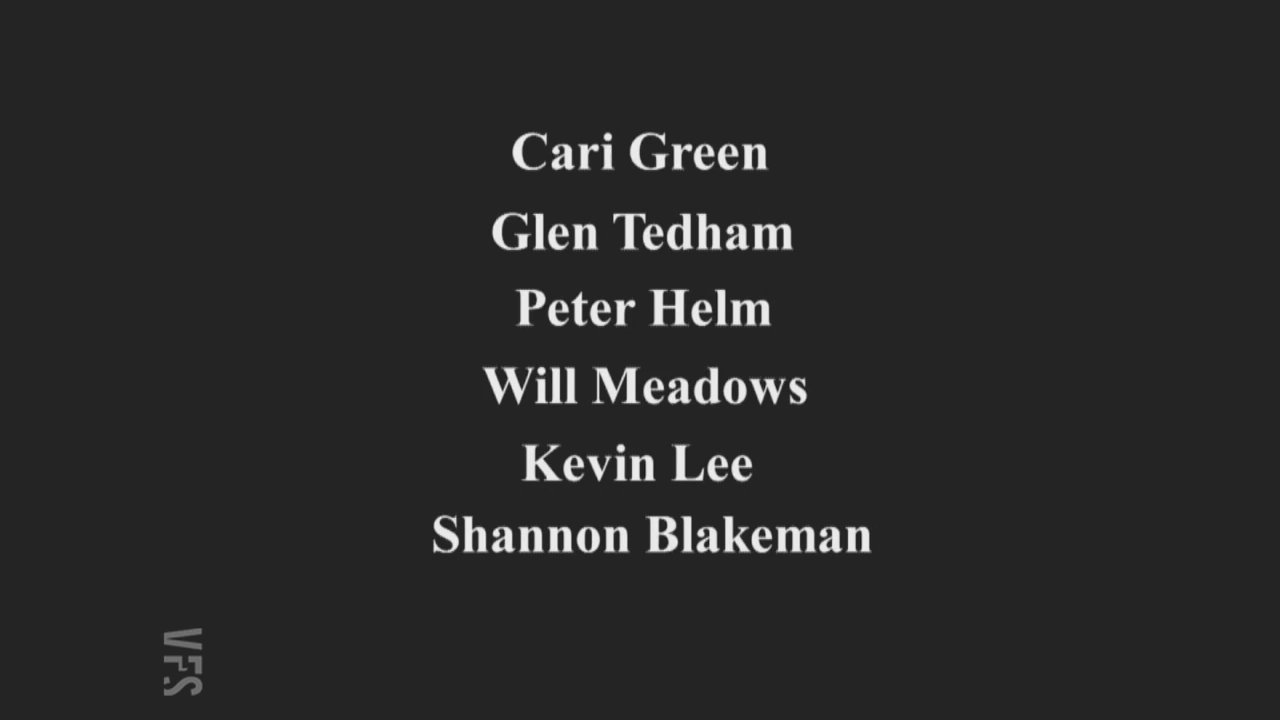 Cari Green
Glen Tedham
Peter Helm
Will Meadows
Kevin Lee
Shannon Blakeman
VFS